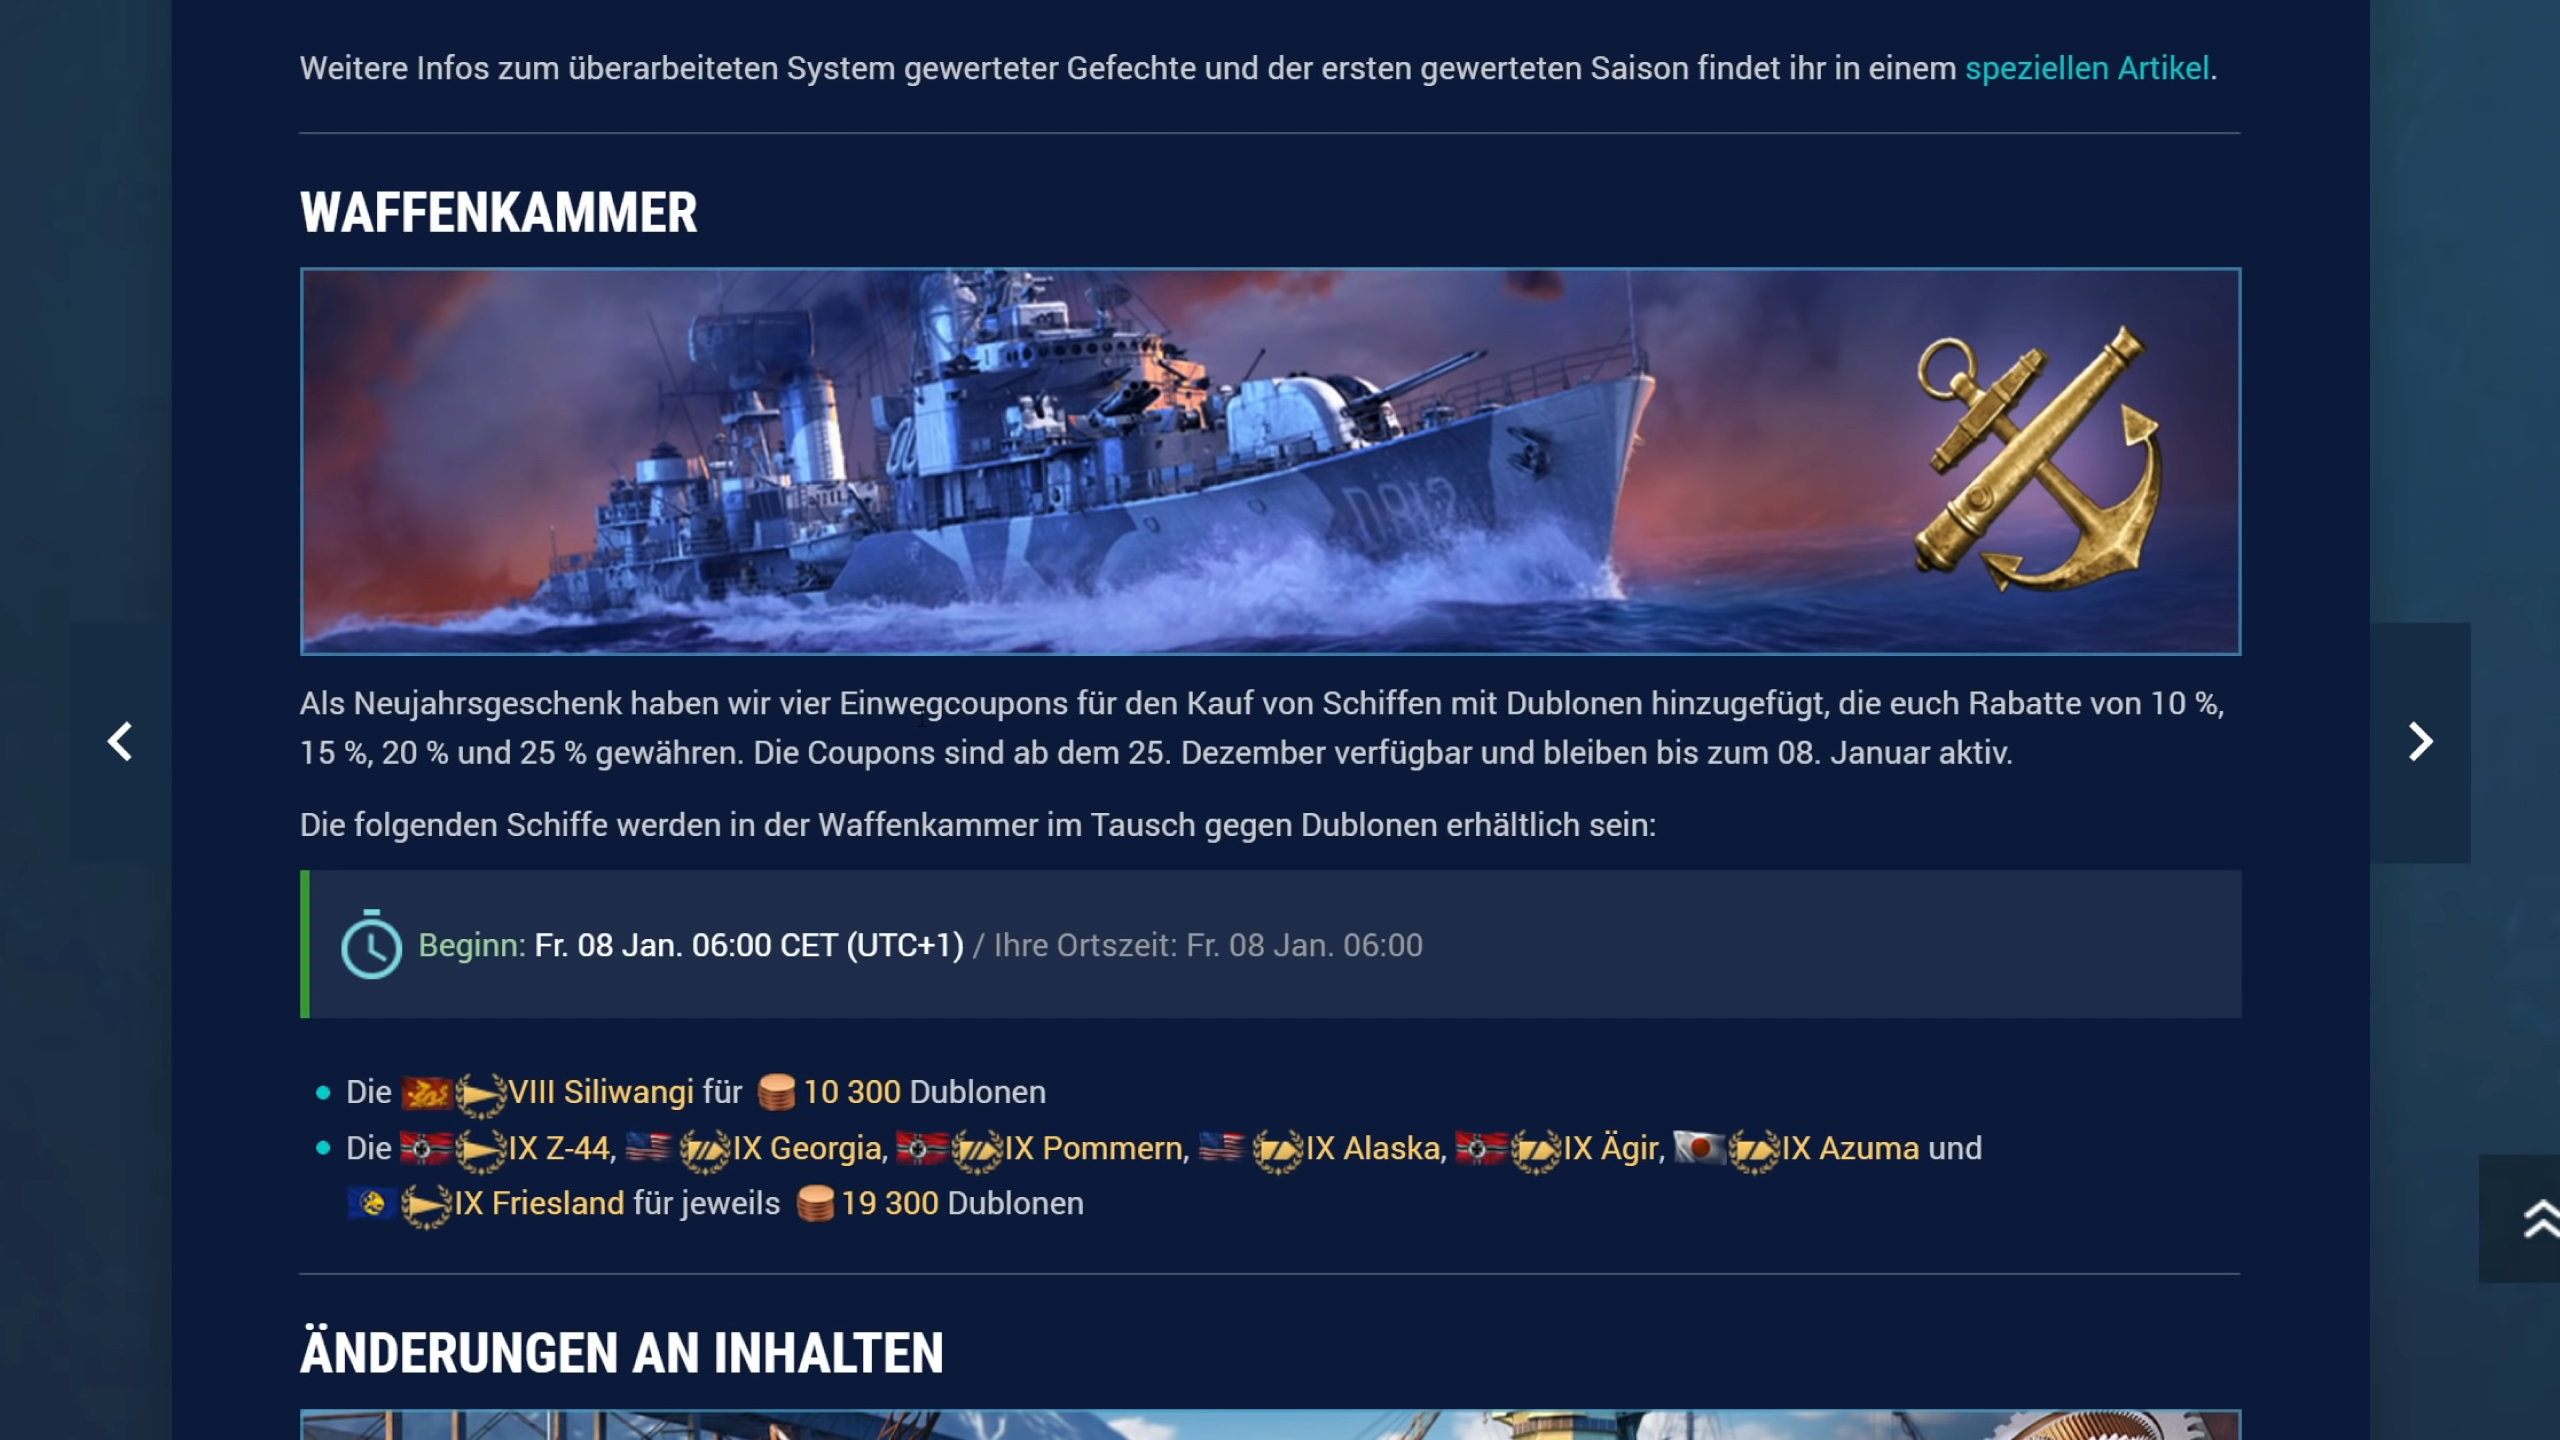 Weitere Infos zum überarbeiteten System gewerteter Gefechte und der ersten gewerteten Saison findet ihr in einem speziellen Artikel.
WAFFENKAMMER
Als Neujahrsgeschenk haben wir vier Einwegcoupons für den Kauf von Schiffen mit Dublonen hinzugefügt, die euch Rabatte von 10 %,
15 %, 20 % und 25 % gewähren. Die Coupons sind ab dem 25. Dezember verfügbar und bleiben bis zum 08. Januar aktiv.
Die folgenden Schiffe werden in der Waffenkammer im Tausch gegen Dublonen erhältlich sein:
Beginn: Fr. 08 Jan. 06:00 CET (UTC+1) / Ihre Ortszeit: Fr. 08 Jan. 06:00
Die VIII Siliwangi für 10 300 Dublonen
Die IX Z-44, IX Georgia, IX Pommern, IX Alaska, IX Ägir, IX Azuma und
IX Friesland für jeweils 19 300 Dublonen
ÄNDERUNGEN AN INHALTEN